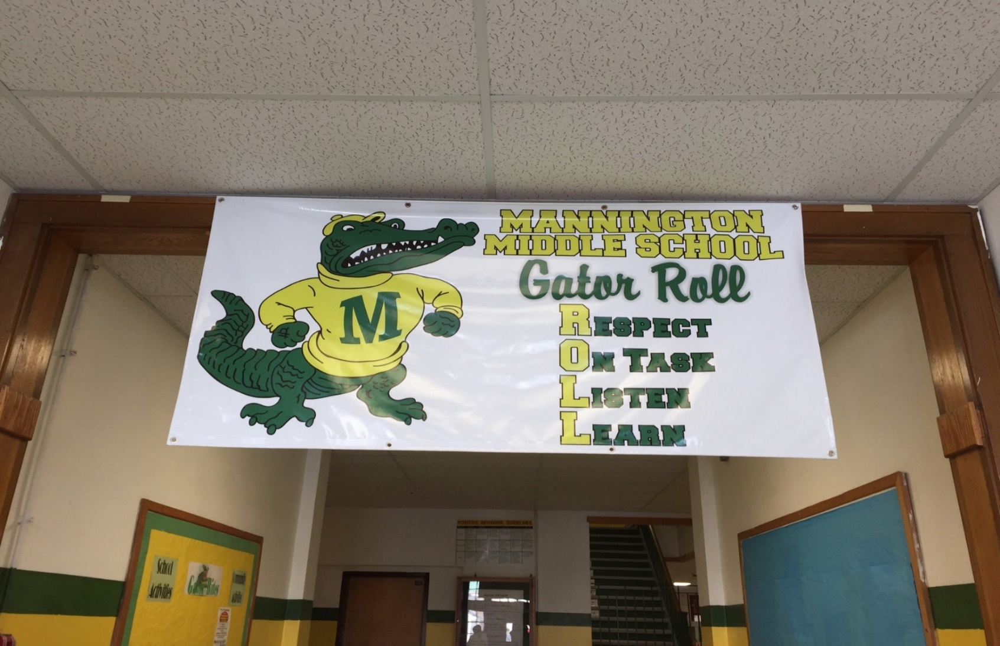 MANNINGTON
MIDDLE SCHOOL
Gator Roll
RESPECT
ON TASK
LISTEN
LEARN
M
POSITIVE BEHAVIOR GUIDELINES
School
Activities